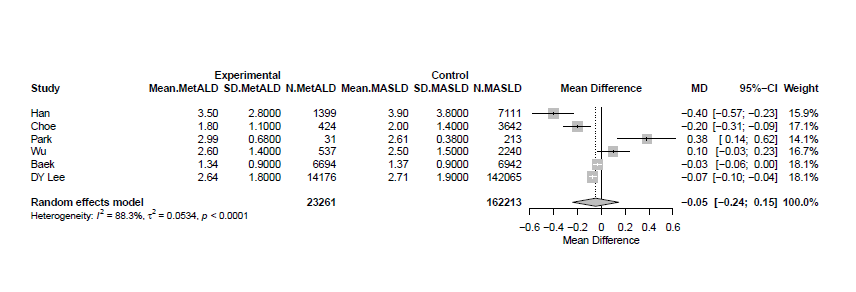 Experimental Control
Study Mean.MetALD SD.MetALD N.MetALD Mean.MASLD SD.MASLD N.MASLD Mean Difference MD 95%−CI Weight
Han 3.50 2.8000 1399 3.90 3.8000 7111 −0.40 [−0.57; −0.23] 15.9%
Choe 1.80 1.1000 424 2.00 1.4000 3642 −0.20 [−0.31; −0.09] 17.1%
Park 2.99 0.6800 31 2.61 0.3800 213 0.38 [ 0.14; 0.62] 14.1%
Wu 2.60 1.4000 537 2.50 1.5000 2240 0.10 [−0.03; 0.23] 16.7%
Baek 1.34 0.9000 6694 1.37 0.9000 6942 −0.03 [−0.06; 0.00] 18.1%
DY Lee 2.64 1.8000 14176 2.71 1.9000 142065 −0.07 [−0.10; −0.04] 18.1%
Random effects model 23261 162213 −0.05 [−0.24; 0.15] 100.0%
Heterogeneity: I² = 88.3%, τ² = 0.0534, p < 0.0001
−0.6 −0.4 −0.2 0 0.2 0.4 0.6
Mean Difference